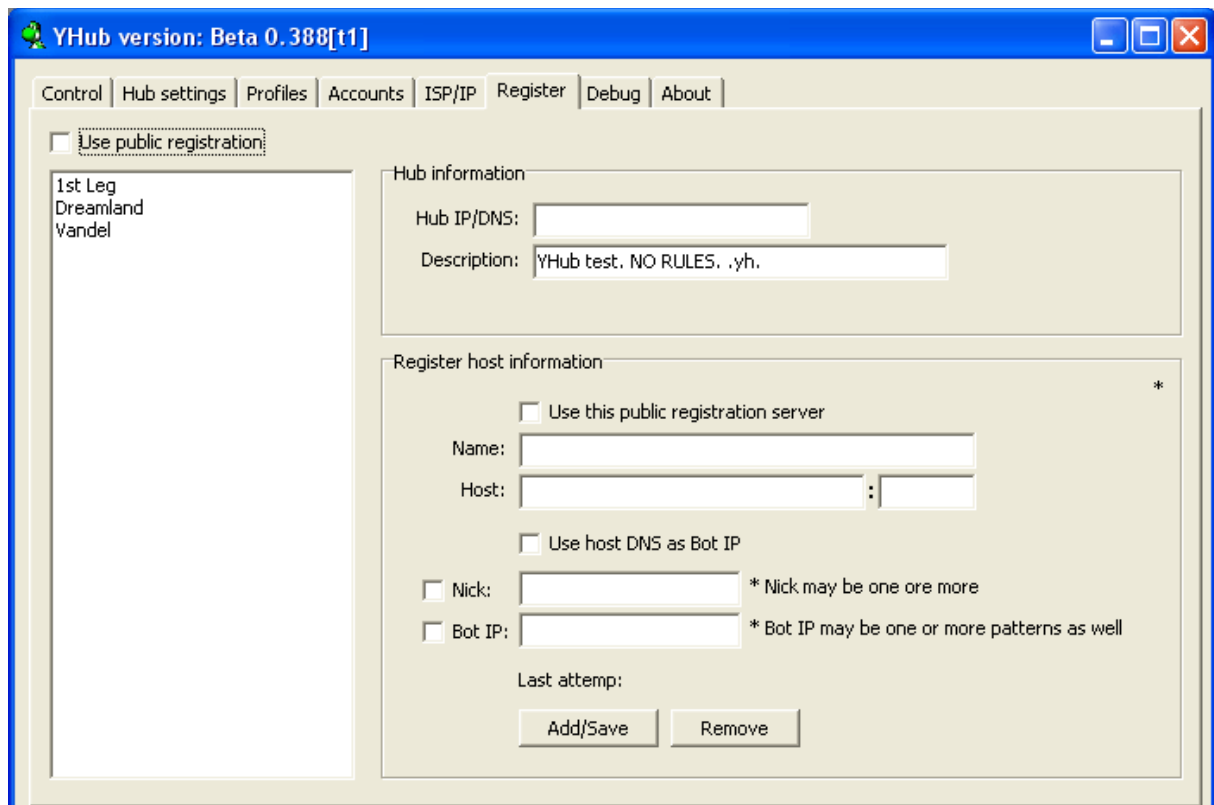 YHub version: Beta 0.388[t1]
Control Hub settings Profiles Accounts ISP/IP Register Debug About
Use public registration
1st Leg
Dreamland
Vandel
Hub information
Hub IP/DNS:
Description: YHub test. NO RULES. .yh.
Register host information
*
Use this public registration server
Name:
Host: :
Use host DNS as Bot IP
Nick: * Nick may be one ore more
Bot IP: * Bot IP may be one or more patterns as well
Last attemp:
Add/Save Remove